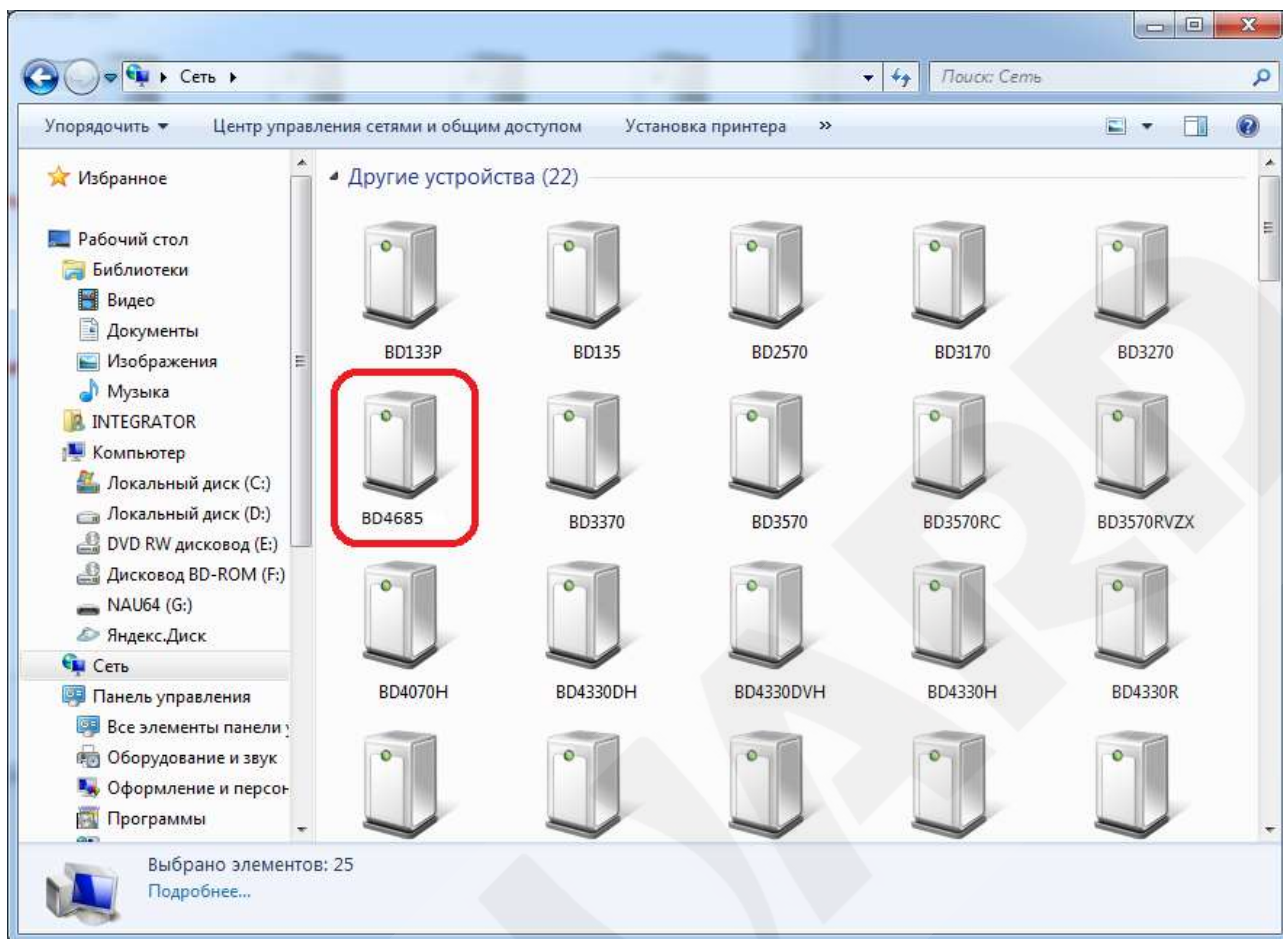 Сеть
Поиск: Сеть
Упорядочить Центр управления сетями и общим доступом Установка принтера »
Избранное
Рабочий стол
Библиотеки
Видео
Документы
Изображения
Музыка
INTEGRATOR
Компьютер
Локальный диск (C:)
Локальный диск (D:)
DVD RW дисковод (E:)
Дисковод BD-ROM (F:)
NAU64 (G:)
Яндекс.Диск
Сеть
Панель управления
Все элементы панели
Оборудование и звук
Оформление и персон
Программы
Другие устройства (22)
BD133P BD135 BD2570 BD3170 BD3270
BD4685 BD3370 BD3570 BD3570RC BD3570RVZX
BD4070H BD4330DH BD4330DVH BD4330H BD4330R
Выбрано элементов: 25
Подробнее...